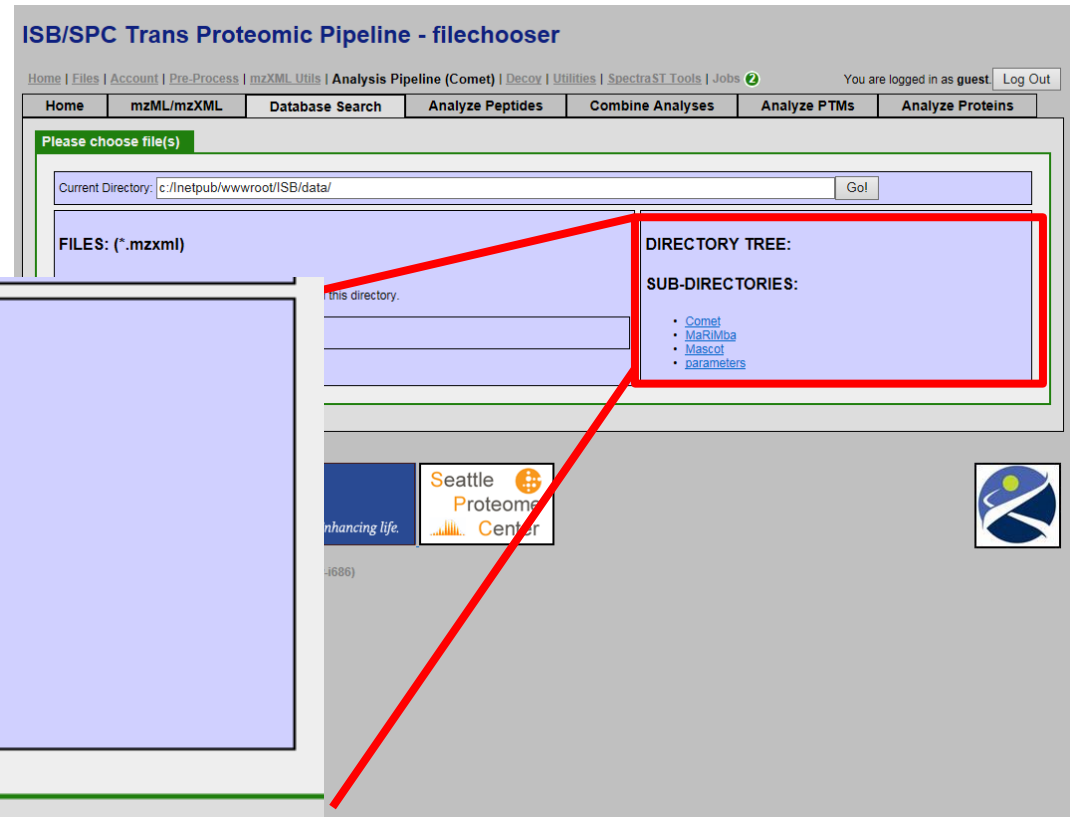 ISB/SPC Trans Proteomic Pipeline - filechooser
Home | Files | Account | Pre-Process | mzXML Utils | Analysis Pipeline (Comet) | Decoy | Utilities | SpectraST Tools | Jobs 2 You are logged in as guest. Log Out
Home mzML/mzXML Database Search Analyze Peptides Combine Analyses Analyze PTMs Analyze Proteins
Please choose file(s)
Current Directory: c:/Inetpub/wwwroot/ISB/data/ Go!
FILES: (*.mzxml)
this directory.
DIRECTORY TREE:
SUB-DIRECTORIES:
• Comet
• MaRiMba
• Mascot
• parameters
nhancing life.
Seattle
Proteome
Center
-i686)